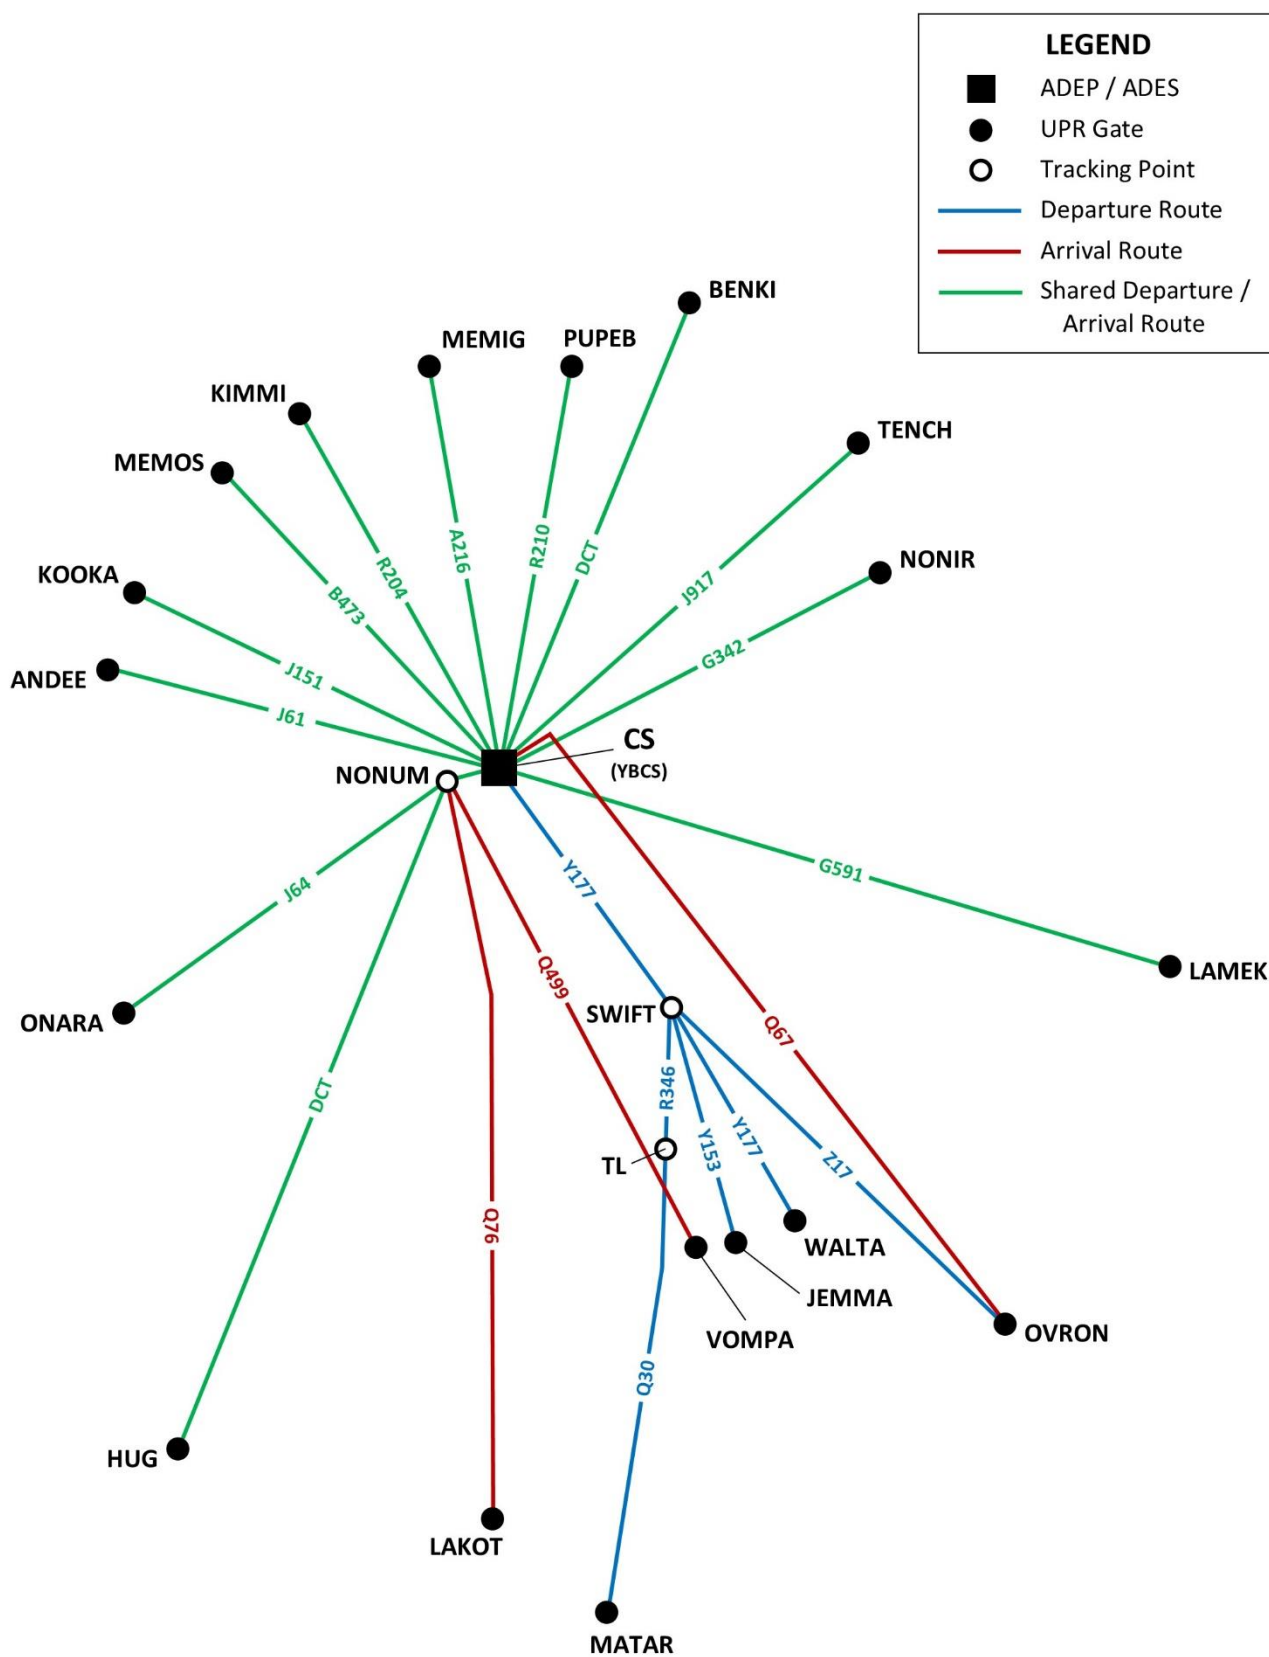 LEGEND
ADEP / ADES
UPR Gate
Tracking Point
Departure Route
Arrival Route
Shared Departure /
Arrival Route
BENKI
MEMIG
PUPEB
KIMMI
TENCH
MEMOS
A216
R210
DCT
NONIR
KOOKA
R204
B473
J917
G342
ANDEE
J151
J61
CS
(YBCS)
NONUM
Y177
G591
J64
LAMEK
Q499
ONARA
SWIFT
Q67
R346
DCT
Y153
Y177
Z17
TL
Q76
WALTA
JEMMA
VOMPA
OVRON
Q30
HUG
LAKOT
MATAR